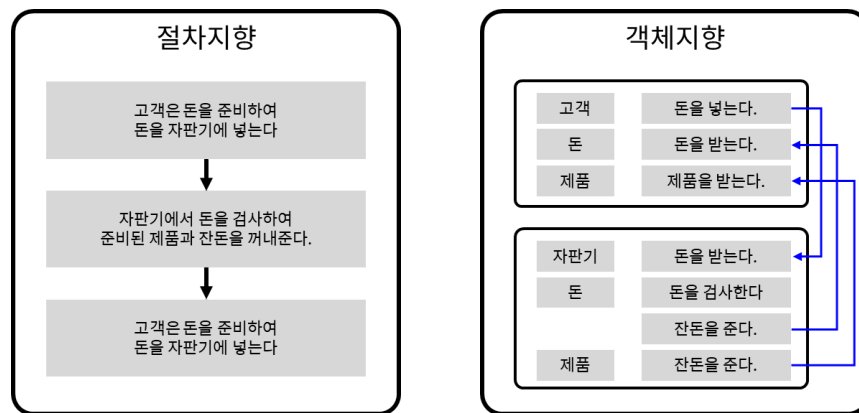 절차지향
고객은 돈을 준비하여
돈을 자판기에 넣는다
자판기에서 돈을 검사하여
준비된 제품과 잔돈을 꺼내준다.
고객은 돈을 준비하여
돈을 자판기에 넣는다
객체지향
고객 돈을 넣는다.
돈 돈을 받는다.
제품 제품을 받는다.
자판기 돈을 받는다.
돈 돈을 검사한다
잔돈을 준다.
제품 잔돈을 준다.